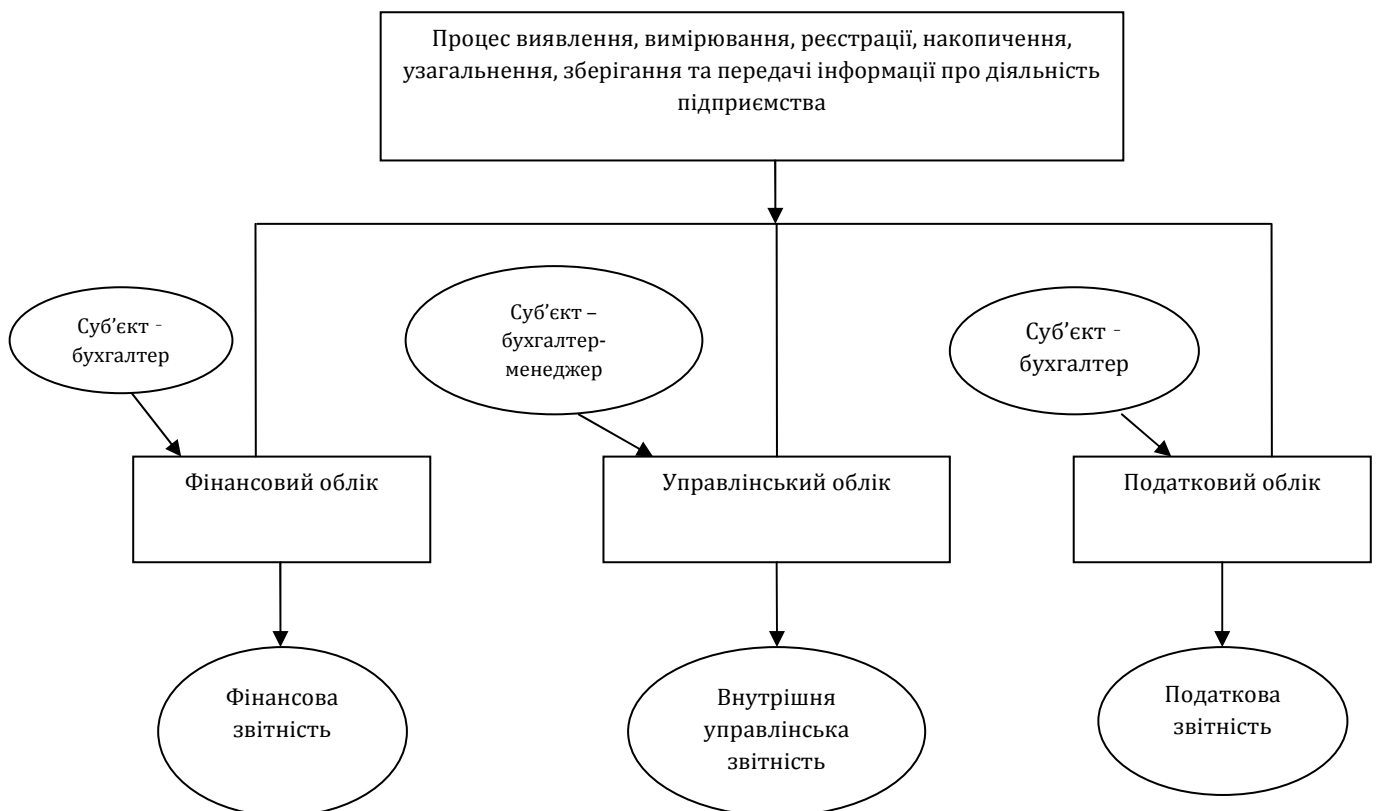 Процес виявлення, вимірювання, реєстрації, накопичення,
узагальнення, зберігання та передачі інформації про діяльність
підприємства
Суб’єкт -
бухгалтер
Суб’єкт –
бухгалтер-
менеджер
Суб’єкт -
бухгалтер
Фінансовий облік
Управлінський облік
Податковий облік
Фінансова
звітність
Внутрішня
управлінська
звітність
Податкова
звітність